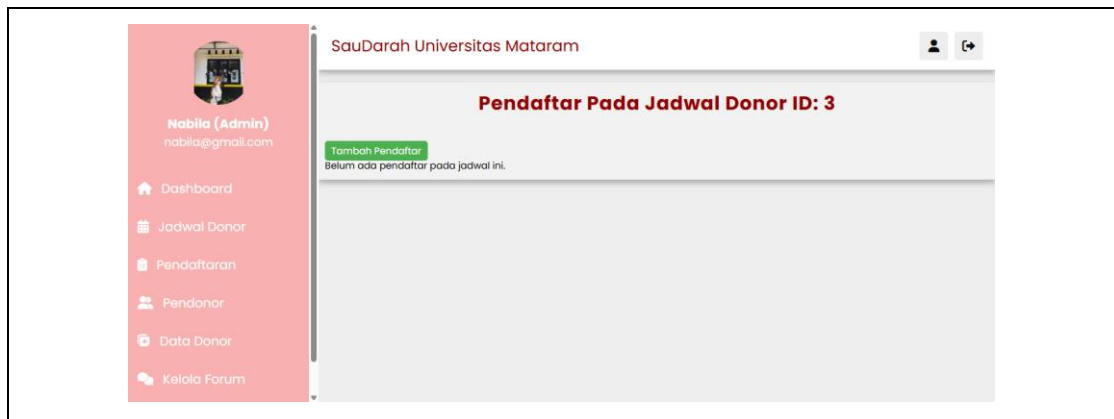 Nabila (Admin)
nabila@gmail.com
Dashboard
Jadwal Donor
Pendaftaran
Pendonor
Data Donor
Kelola Forum
SauDarah Universitas Mataram
Pendaftar Pada Jadwal Donor ID: 3
Tambah Pendaftar
Belum ada pendaftar pada jadwal ini.